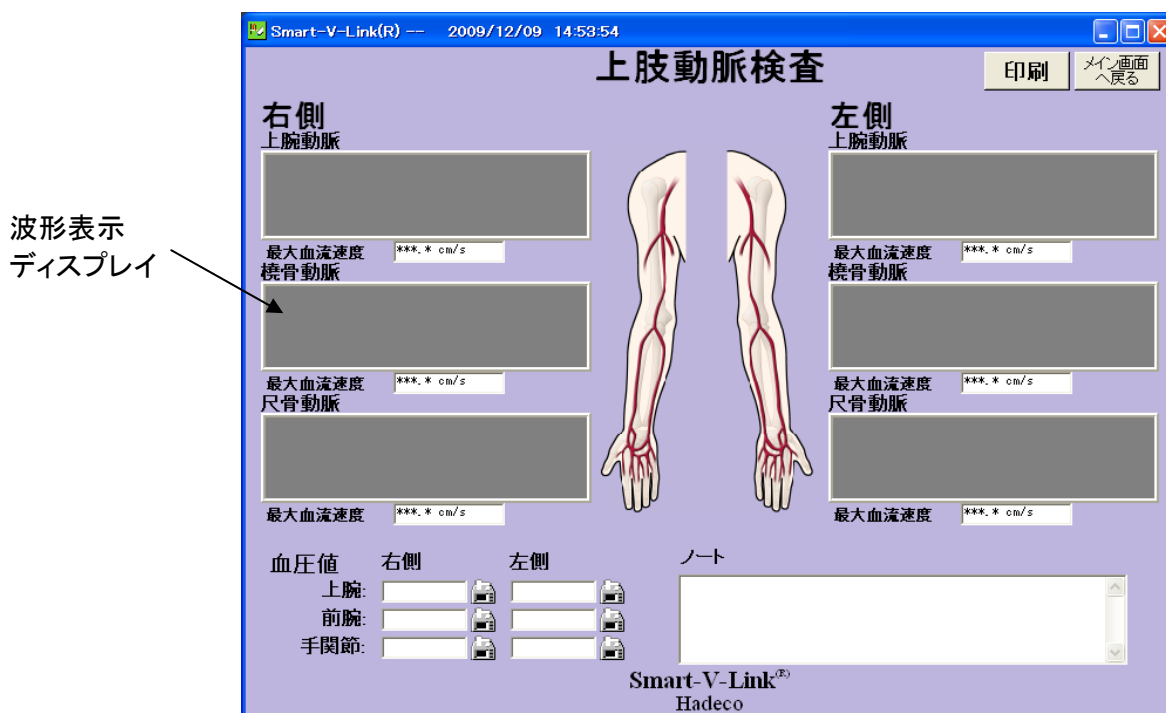 Smart-V-Link(R) -- 2009/12/09 14:53:54
上肢動脈検査
印刷
メイン画面
へ戻る
右側
左側
上腕動脈
上腕動脈
波形表示
ディスプレイ
最大血流速度 ***.* cm/s
最大血流速度 ***.* cm/s
橈骨動脈
橈骨動脈
最大血流速度 ***.* cm/s
最大血流速度 ***.* cm/s
尺骨動脈
尺骨動脈
最大血流速度 ***.* cm/s
最大血流速度 ***.* cm/s
血圧値 右側 左側 ノート
上腕:
前腕:
手関節:
Smart-V-Link(R)
Hadeco